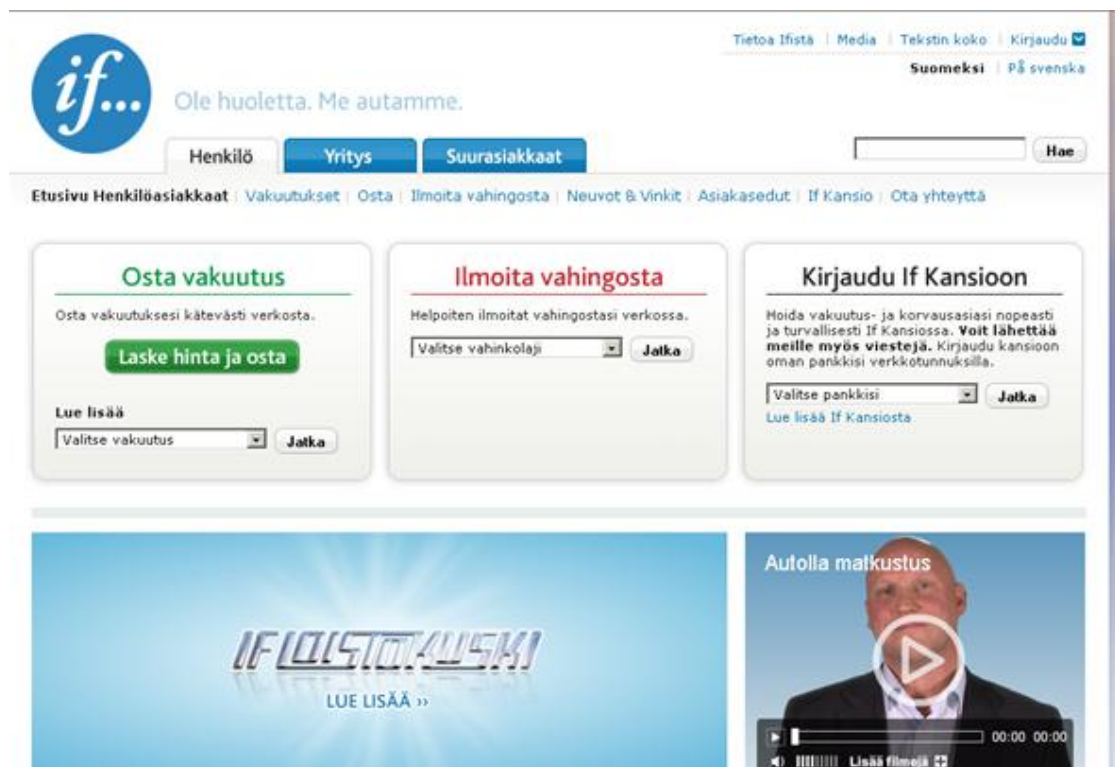 Tietoa Ifistä | Media | Tekstin koko | Kirjaudu
Suomeksi | På svenska
if...
Ole huoletta. Me autamme.
Henkilö Yritys Suurasiakkaat
Hae
Etusivu Henkilöasiakkaat | Vakuutukset | Osta | Ilmoita vahingosta | Neuvot & Vinkit | Asiakasedut | If Kansio | Ota yhteyttä
Osta vakuutus
Osta vakuutuksesi kätevästi verkosta.
Laske hinta ja osta
Lue lisää
Valitse vakuutus Jatka
Ilmoita vahingosta
Helpoiten ilmoitat vahingostasi verkossa.
Valitse vahinkolaji Jatka
Kirjaudu If Kansioon
Hoida vakuutus- ja korvausasiasi nopeasti
ja turvallisesti If Kansiossa. Voit lähettää
meille myös viestejä. Kirjaudu kansioon
oman pankkisi verkkotunnuksilla.
Valitse pankkisi Jatka
Lue lisää If Kansiosta
IF LOISTOKUSKI
LUE LISÄÄ »
Autolla matkustus
00:00 00:00
Lisää filmejä